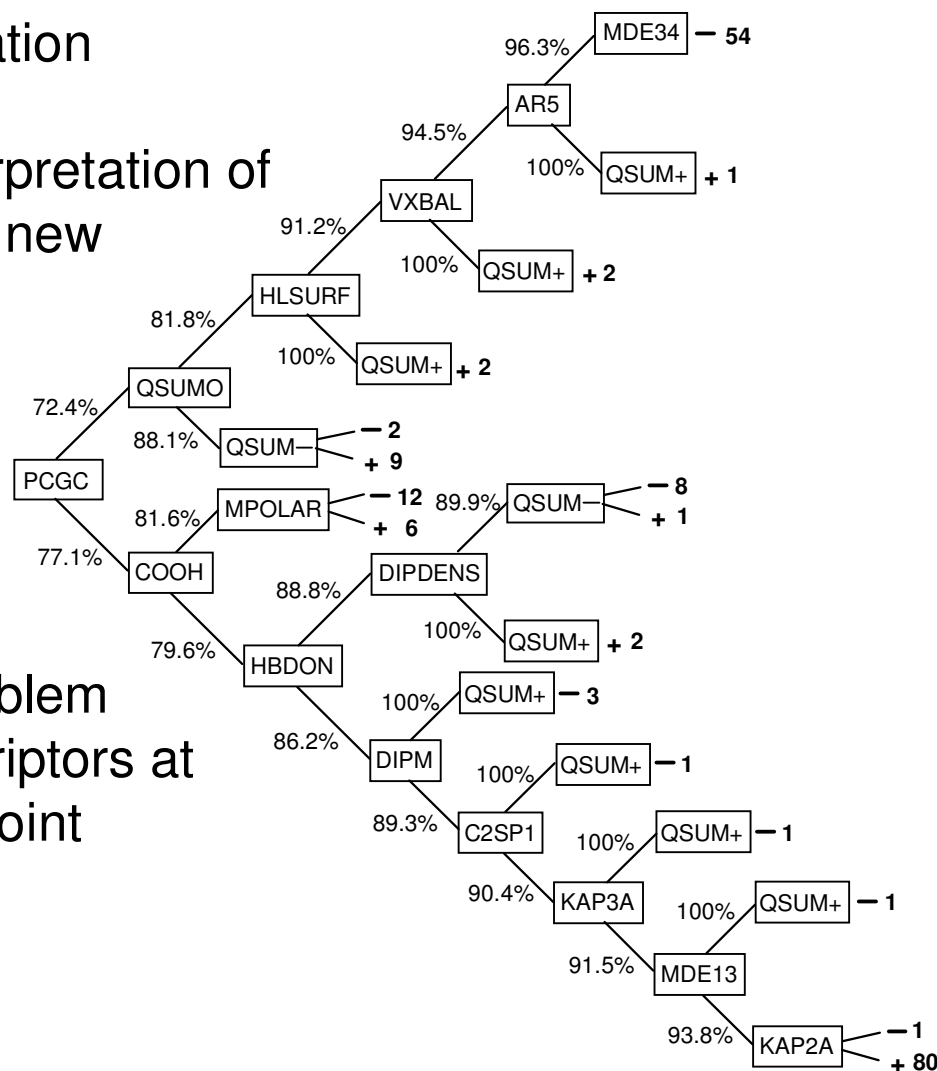 ation
rpretation of
new
blem
riptors at
oint
MDE34 — 54
96.3%
AR5
94.5%
100% QSUM+ + 1
VXBAL
91.2%
100% QSUM+ + 2
HLSURF
81.8%
100% QSUM+ + 2
QSUMO
72.4%
88.1% QSUM— — 2
+ 9
PCGC
MPOLAR — 12
81.6% + 6
89.9% QSUM— — 8
+ 1
77.1%
COOH
DIPDENS
88.8%
100% QSUM+ + 2
79.6%
HBDON
100% QSUM+ — 3
86.2%
DIPM
100% QSUM+ — 1
89.3%
C2SP1
100% QSUM+ — 1
90.4%
KAP3A
100% QSUM+ — 1
91.5%
MDE13
93.8%
KAP2A — 1
+ 80